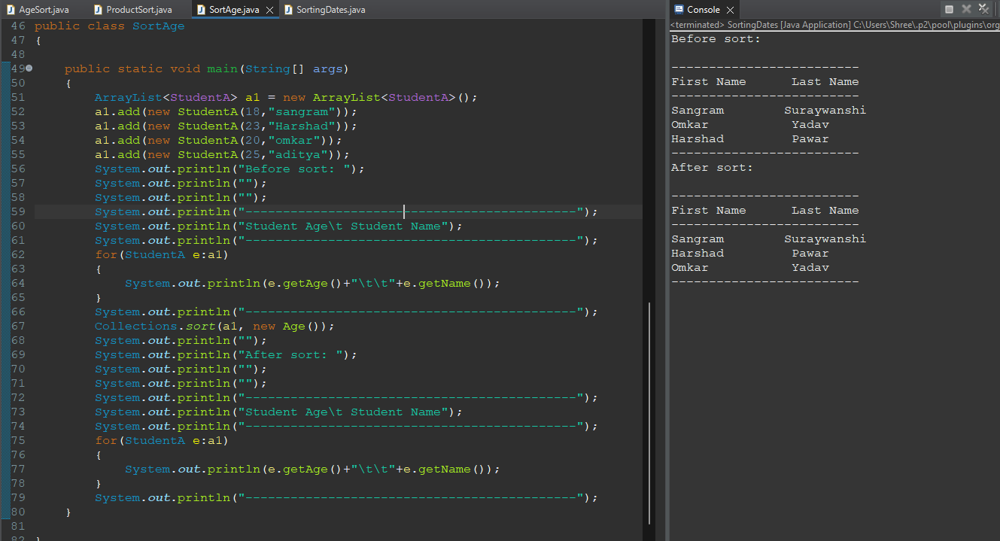 AgeSort.java ProductSort.java SortAge.java SortingDates.java
46 public class SortAge
47 {
48
49 public static void main(String[] args)
50 {
51 ArrayList<StudentA> a1 = new ArrayList<StudentA>();
52 a1.add(new StudentA(18,"sangram"));
53 a1.add(new StudentA(23,"Harshad"));
54 a1.add(new StudentA(20,"omkar"));
55 a1.add(new StudentA(25,"aditya"));
56 System.out.println("Before sort: ");
57 System.out.println("");
58 System.out.println("");
59 System.out.println("--------------------------------------------");
60 System.out.println("Student Age\t Student Name");
61 System.out.println("--------------------------------------------");
62 for(StudentA e:a1)
63 {
64 System.out.println(e.getAge()+"\t\t"+e.getName());
65 }
66 System.out.println("--------------------------------------------");
67 Collections.sort(a1, new Age());
68 System.out.println("");
69 System.out.println("After sort: ");
70 System.out.println("");
71 System.out.println("");
72 System.out.println("--------------------------------------------");
73 System.out.println("Student Age\t Student Name");
74 System.out.println("--------------------------------------------");
75 for(StudentA e:a1)
76 {
77 System.out.println(e.getAge()+"\t\t"+e.getName());
78 }
79 System.out.println("--------------------------------------------");
80 }
81
82 }
Console
<terminated> SortingDates [Java Application] C:\Users\Shree\.p2\pool\plugins\org
Before sort:
-------------------------
First Name Last Name
-------------------------
Sangram Suraywanshi
Omkar Yadav
Harshad Pawar
-------------------------
After sort:
-------------------------
First Name Last Name
-------------------------
Sangram Suraywanshi
Harshad Pawar
Omkar Yadav
-------------------------